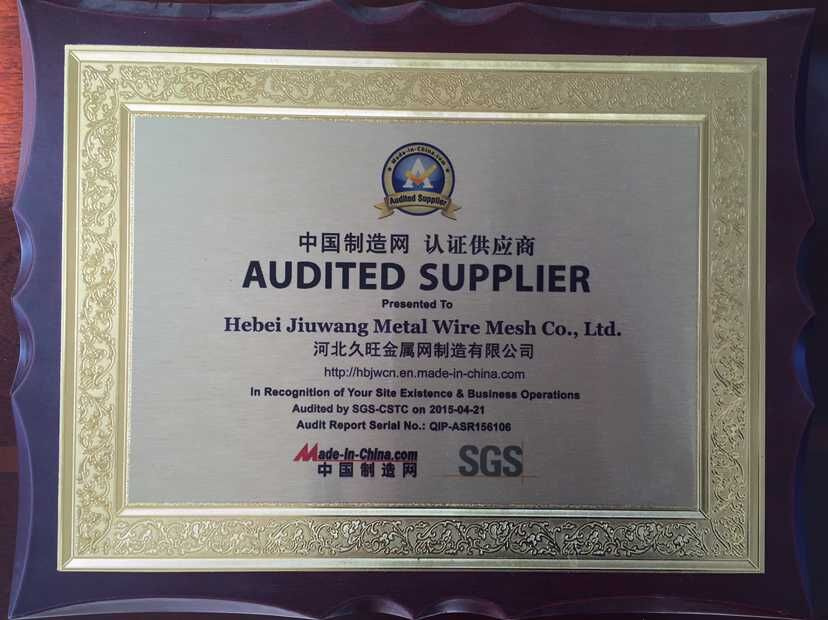 Made-in-China.com
A
Audited Supplier
中国制造网 认证供应商
AUDITED SUPPLIER
Presented To
Hebei Jiuwang Metal Wire Mesh Co., Ltd.
河北久旺金属网制造有限公司
http://hbjwcn.en.made-in-china.com
In Recognition of Your Site Existence & Business Operations
Audited by SGS-CSTC on 2015-04-21
Audit Report Serial No.: QIP-ASR156106
Made-in-China.com
中国制造网
SGS